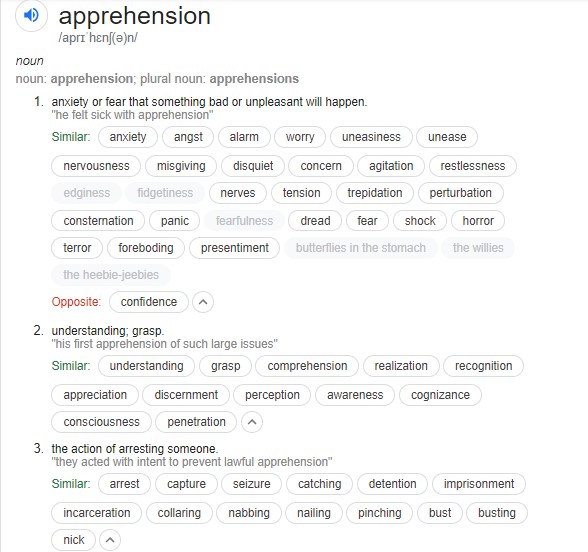 apprehension
/aprɪˈhɛnʃ(ə)n/
noun
noun: apprehension; plural noun: apprehensions
1. anxiety or fear that something bad or unpleasant will happen.
"he felt sick with apprehension"
Similar: anxiety angst alarm worry uneasiness unease
nervousness misgiving disquiet concern agitation restlessness
edginess fidgetiness nerves tension trepidation perturbation
consternation panic fearfulness dread fear shock horror
terror foreboding presentiment butterflies in the stomach the willies
the heebie-jeebies
Opposite: confidence
2. understanding; grasp.
"his first apprehension of such large issues"
Similar: understanding grasp comprehension realization recognition
appreciation discernment perception awareness cognizance
consciousness penetration
3. the action of arresting someone.
"they acted with intent to prevent lawful apprehension"
Similar: arrest capture seizure catching detention imprisonment
incarceration collaring nabbing nailing pinching bust busting
nick